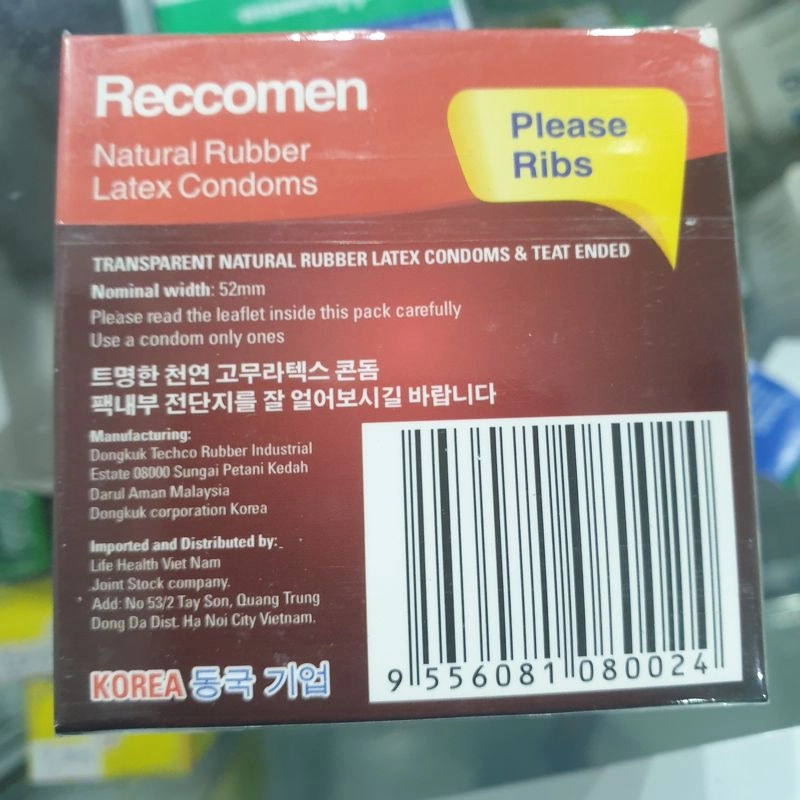 Reccomen
Natural Rubber
Latex Condoms
Please
Ribs
TRANSPARENT NATURAL RUBBER LATEX CONDOMS & TEAT ENDED
Nominal width: 52mm
Please read the leaflet inside this pack carefully
Use a condom only ones
트명한 천연 고무라텍스 콘돔
팩내부 전단지를 잘 얼어보시길 바랍니다
Manufacturing:
Dongkuk Techco Rubber Industrial
Estate 08000 Sungai Petani Kedah
Darul Aman Malaysia
Dongkuk corporation Korea
Imported and Distributed by:
Life Health Viet Nam
Joint Stock company.
Add: No 53/2 Tay Son, Quang Trung
Dong Da Dist. Ha Noi City Vietnam.
KOREA 동국 기업
9 556081 080024